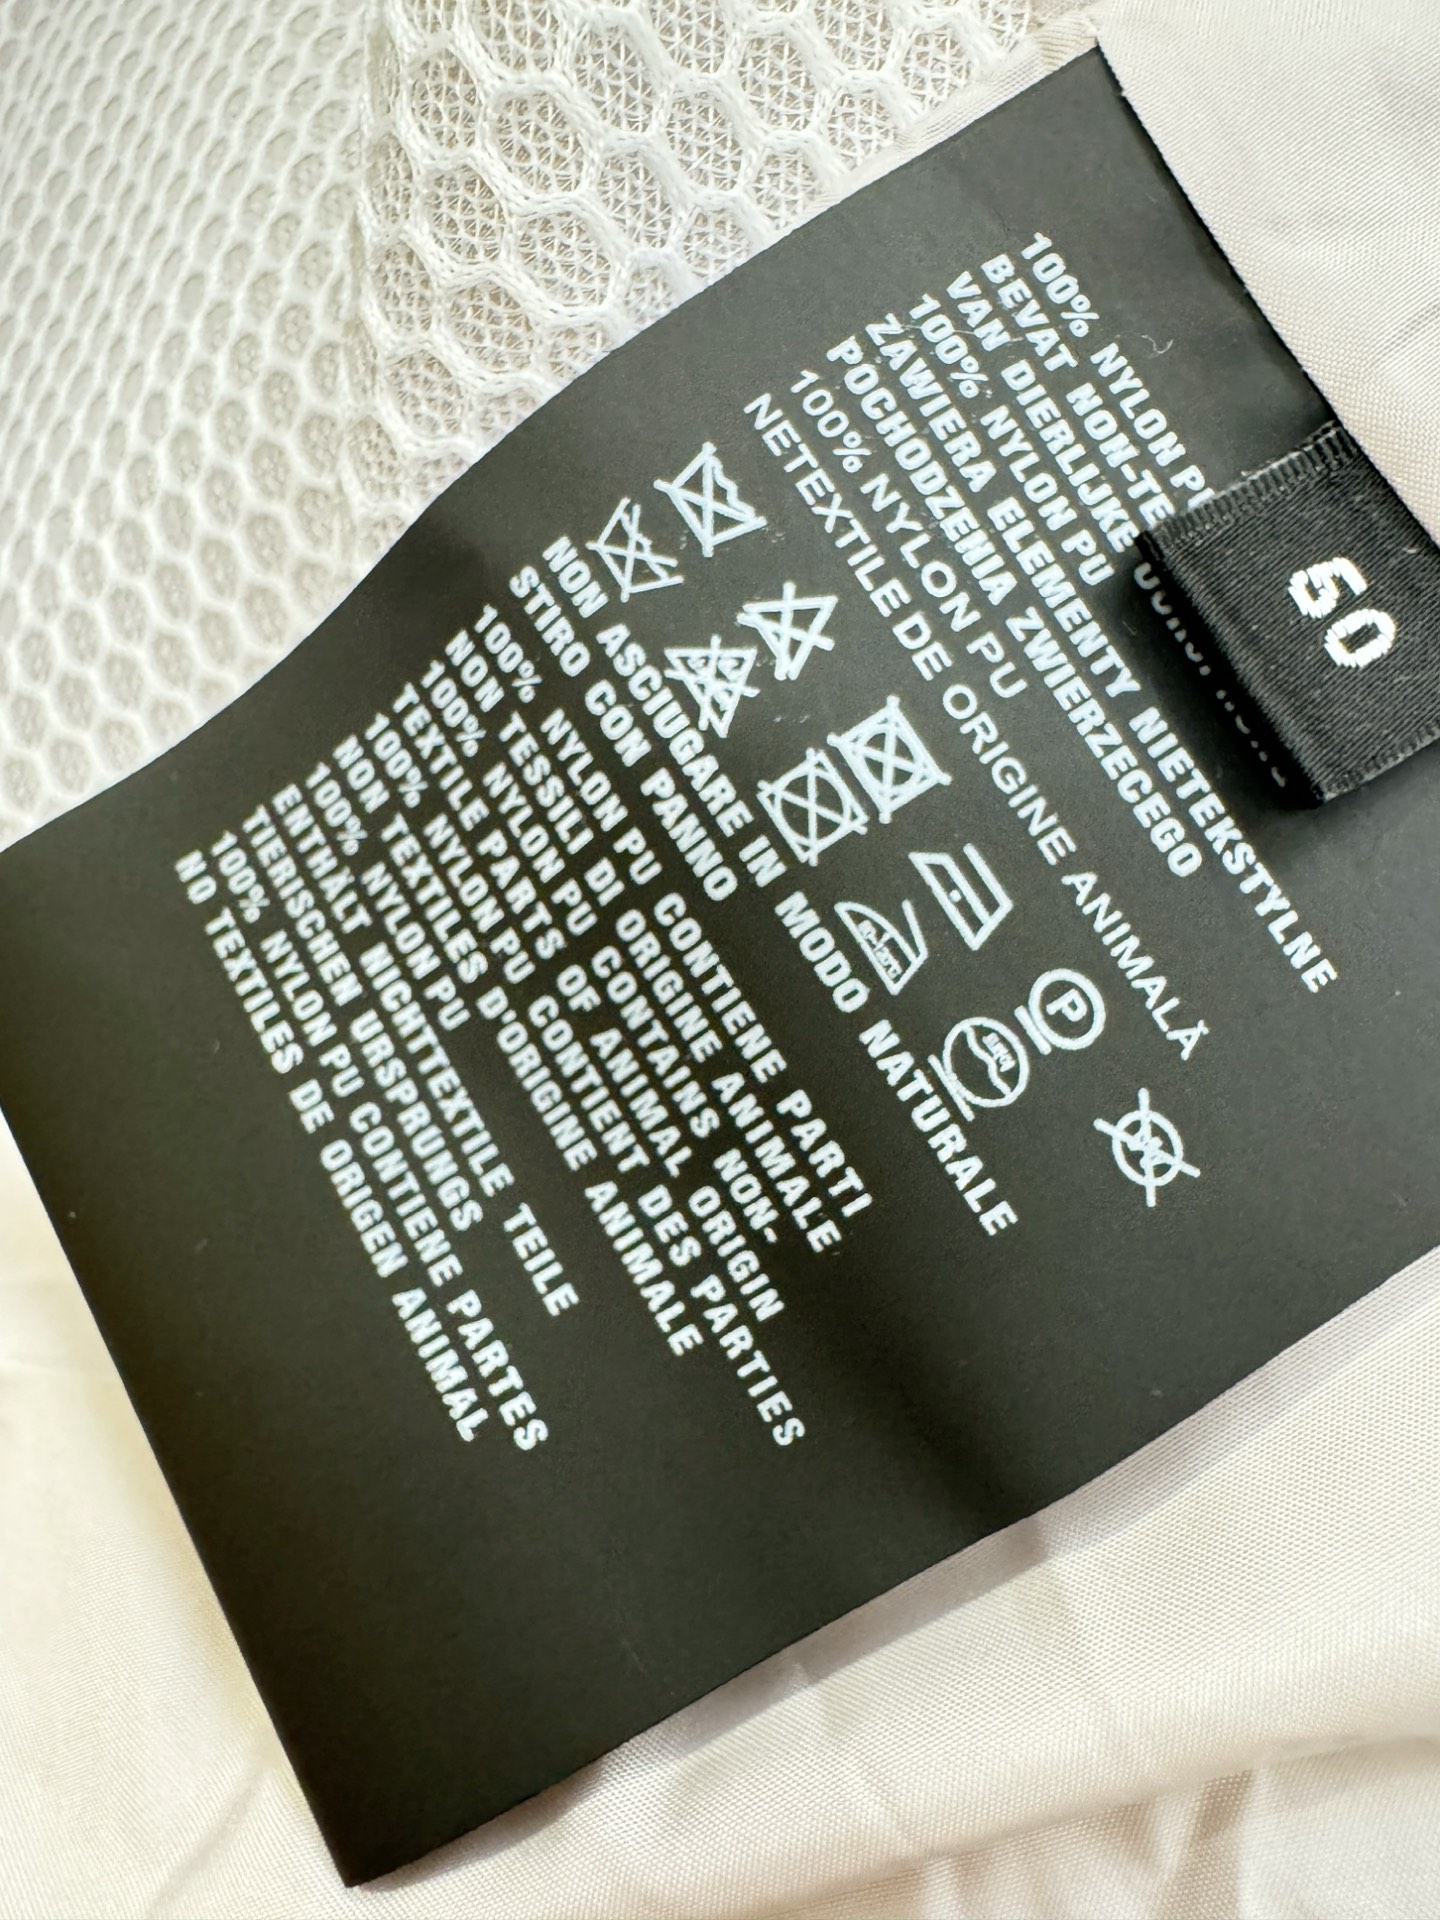 100% NYLON
BEVAT NON-TE
VAN DIERLIJKE
100% NYLON PU
ZAWIERA ELEMENTY NIETEKSTYLNE
POCHODZENIA ZWIERZECEGO
100% NYLON PU
NETEXTILE DE ORIGINE ANIMALĂ
P
NON ASCIUGARE IN MODO NATURALE
STIRO CON PANNO
100% NYLON PU CONTIENE PARTI
NON TESSILI DI ORIGINE ANIMALE
100% NYLON PU CONTAINS NON-
TEXTILE PARTS OF ANIMAL ORIGIN
100% NYLON PU CONTIENT DES PARTIES
NON TEXTILES D'ORIGINE ANIMALE
100% NYLON PU
ENTHÄLT NICHTTEXTILE TEILE
TIERISCHEN URSPRUNGS
100% NYLON PU CONTIENE PARTES
NO TEXTILES DE ORIGEN ANIMAL
50